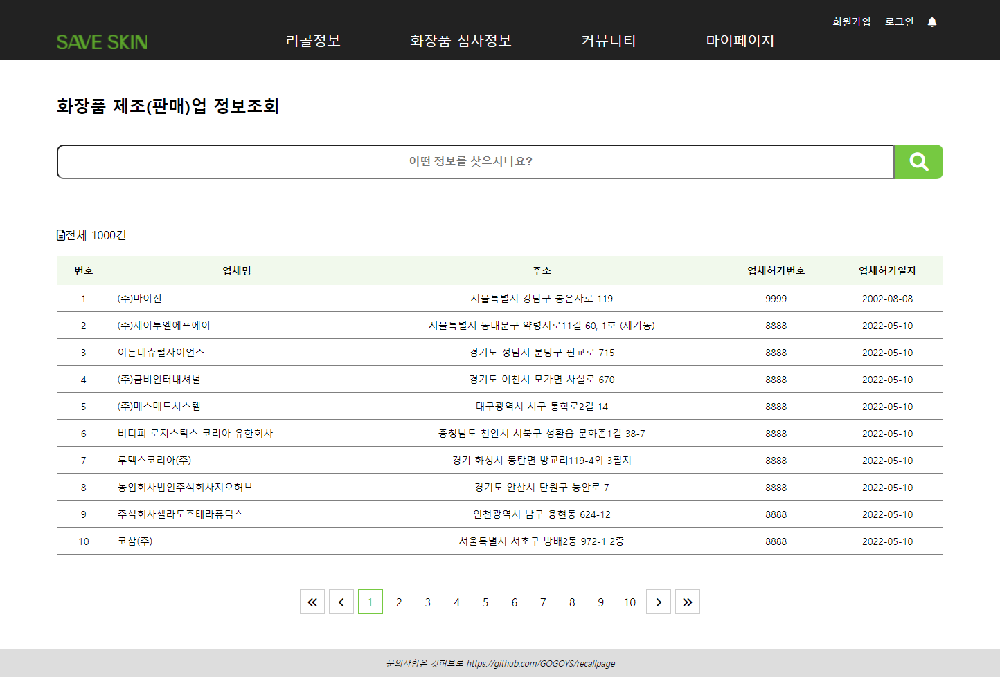 회원가입 로그인
SAVE SKIN 리콜정보 화장품 심사정보 커뮤니티 마이페이지
화장품 제조(판매)업 정보조회
어떤 정보를 찾으시나요?
전체 1000건
번호 업체명 주소 업체허가번호 업체허가일자
1 (주)마이진 서울특별시 강남구 봉은사로 119 9999 2002-08-08
2 (주)제이투엘에프에이 서울특별시 동대문구 약령시로11길 60, 1호 (제기동) 8888 2022-05-10
3 이든네츄럴사이언스 경기도 성남시 분당구 판교로 715 8888 2022-05-10
4 (주)금비인터내셔널 경기도 이천시 모가면 사실로 670 8888 2022-05-10
5 (주)메스메드시스템 대구광역시 서구 통학로2길 14 8888 2022-05-10
6 비디피 로지스틱스 코리아 유한회사 충청남도 천안시 서북구 성환읍 문화촌1길 38-7 8888 2022-05-10
7 루텍스코리아(주) 경기 화성시 동탄면 방교리119-4외 3필지 8888 2022-05-10
8 농업회사법인주식회사지오허브 경기도 안산시 단원구 능안로 7 8888 2022-05-10
9 주식회사셀라토즈테라퓨틱스 인천광역시 남구 용현동 624-12 8888 2022-05-10
10 코삼(주) 서울특별시 서초구 방배2동 972-1 2층 8888 2022-05-10
1 2 3 4 5 6 7 8 9 10
문의사항은 깃허브로 https://github.com/GOGOYS/recallpage